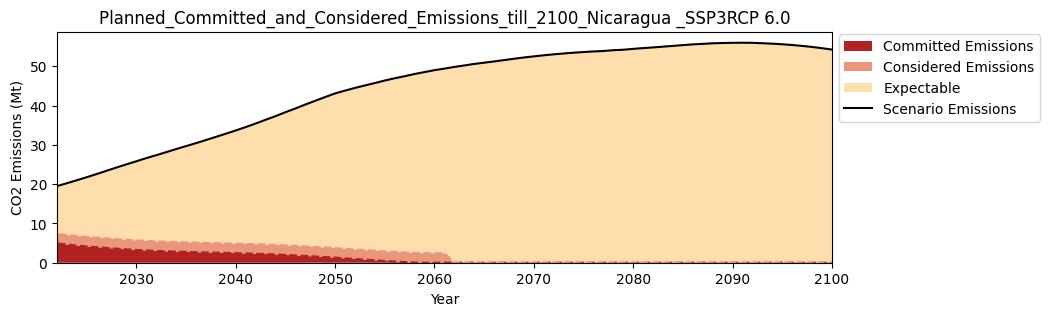 Planned_Committed_and_Considered_Emissions_till_2100_Nicaragua _SSP3RCP 6.0
Committed Emissions
Considered Emissions
Expectable
Scenario Emissions
CO2 Emissions (Mt)
50
40
30
20
10
0
2030 2040 2050 2060 2070 2080 2090 2100
Year